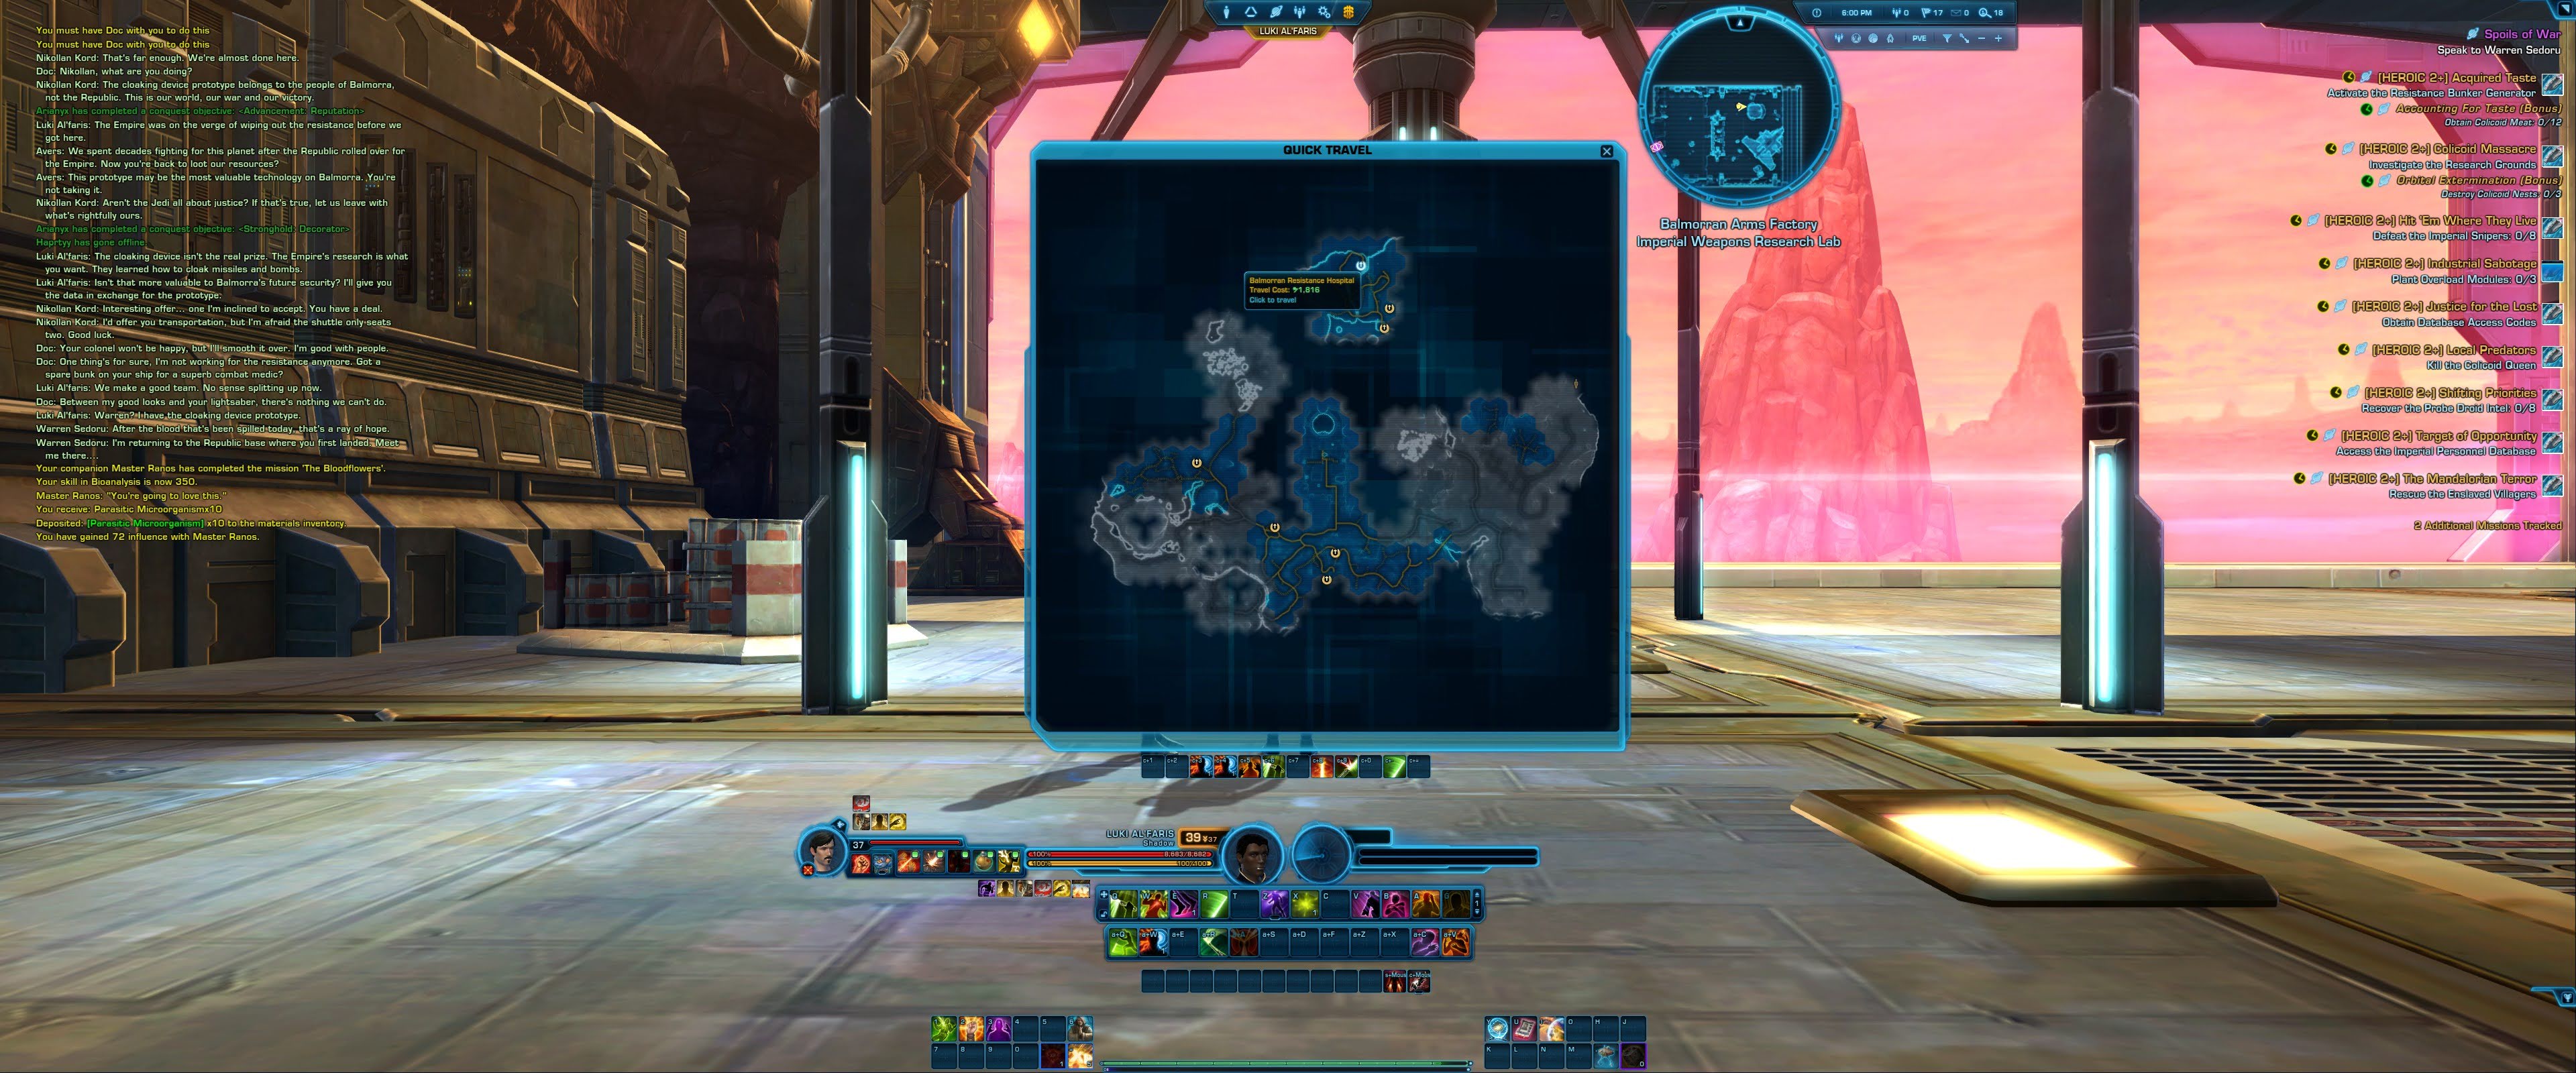 You must have Doc with you to do this
You must have Doc with you to do this
Nikollan Kord: That's far enough. We're almost done here.
Doc: Nikollan, what are you doing?
Nikollan Kord: The cloaking device prototype belongs to the people of Balmorra,
not the Republic. This is our world, our war and our victory.
Arianyx has completed a conquest objective: <Advancement: Reputation>
Luki Al'faris: The Empire was on the verge of wiping out the resistance before we
got here.
Avers: We spent decades fighting for this planet after the Republic rolled over for
the Empire. Now you're back to loot our resources?
Avers: This prototype may be the most valuable technology on Balmorra. You're
not taking it.
Nikollan Kord: Aren't the Jedi all about justice? If that's true, let us leave with
what's rightfully ours.
Arianyx has completed a conquest objective: <Stronghold: Decorator>
Haprtyy has gone offline
Luki Al'faris: The cloaking device isn't the real prize. The Empire's research is what
you want. They learned how to cloak missiles and bombs.
Luki Al'faris: Isn't that more valuable to Balmorra's future security? I'll give you
the data in exchange for the prototype.
Nikollan Kord: Interesting offer... one I'm inclined to accept. You have a deal.
Nikollan Kord: I'd offer you transportation, but I'm afraid the shuttle only seats
two. Good luck.
Doc: Your colonel won't be happy, but I'll smooth it over. I'm good with people.
Doc: One thing's for sure, I'm not working for the resistance anymore. Got a
spare bunk on your ship for a superb combat medic?
Luki Al'faris: We make a good team. No sense splitting up now.
Doc: Between my good looks and your lightsaber, there's nothing we can't do.
Luki Al'faris: Warren? I have the cloaking device prototype.
Warren Sedoru: After the blood that's been spilled today, that's a ray of hope.
Warren Sedoru: I'm returning to the Republic base where you first landed. Meet
me there....
Your companion Master Ranos has completed the mission 'The Bloodflowers'.
Your skill in Bioanalysis is now 350.
Master Ranos: "You're going to love this."
You receive: Parasitic Microorganismx10
Deposited: [Parasitic Microorganism] x10 to the materials inventory
You have gained 72 influence with Master Ranos.
LUKI AL'FARIS
QUICK TRAVEL
Balmorran Resistance Hospital
Travel Cost: 1,816
Click to travel
6:00 PM 0 17 0 18
PVE
Balmorran Arms Factory
Imperial Weapons Research Lab
Spoils of War
Speak to Warren Sedoru
[HEROIC 2+] Acquired Taste
Activate the Resistance Bunker Generator
Accounting For Taste (Bonus)
Obtain Colicoid Meat: 0/12
[HEROIC 2+] Colicoid Massacre
Investigate the Research Grounds
Orbital Extermination (Bonus)
Destroy Colicoid Nests: 0/3
[HEROIC 2+] Hit 'Em Where They Live
Defeat the Imperial Snipers: 0/8
[HEROIC 2+] Industrial Sabotage
Plant Overload Modules: 0/3
[HEROIC 2+] Justice for the Lost
Obtain Database Access Codes
[HEROIC 2+] Local Predators
Kill the Colicoid Queen
[HEROIC 2+] Shifting Priorities
Recover the Probe Droid Intel: 0/8
[HEROIC 2+] Target of Opportunity
Access the Imperial Personnel Database
[HEROIC 2+] The Mandalorian Terror
Rescue the Enslaved Villagers
2 Additional Missions Tracked
37
LUKI AL'FARIS
Shadow
39 37
100% 8,683/8,682
100% 100/100